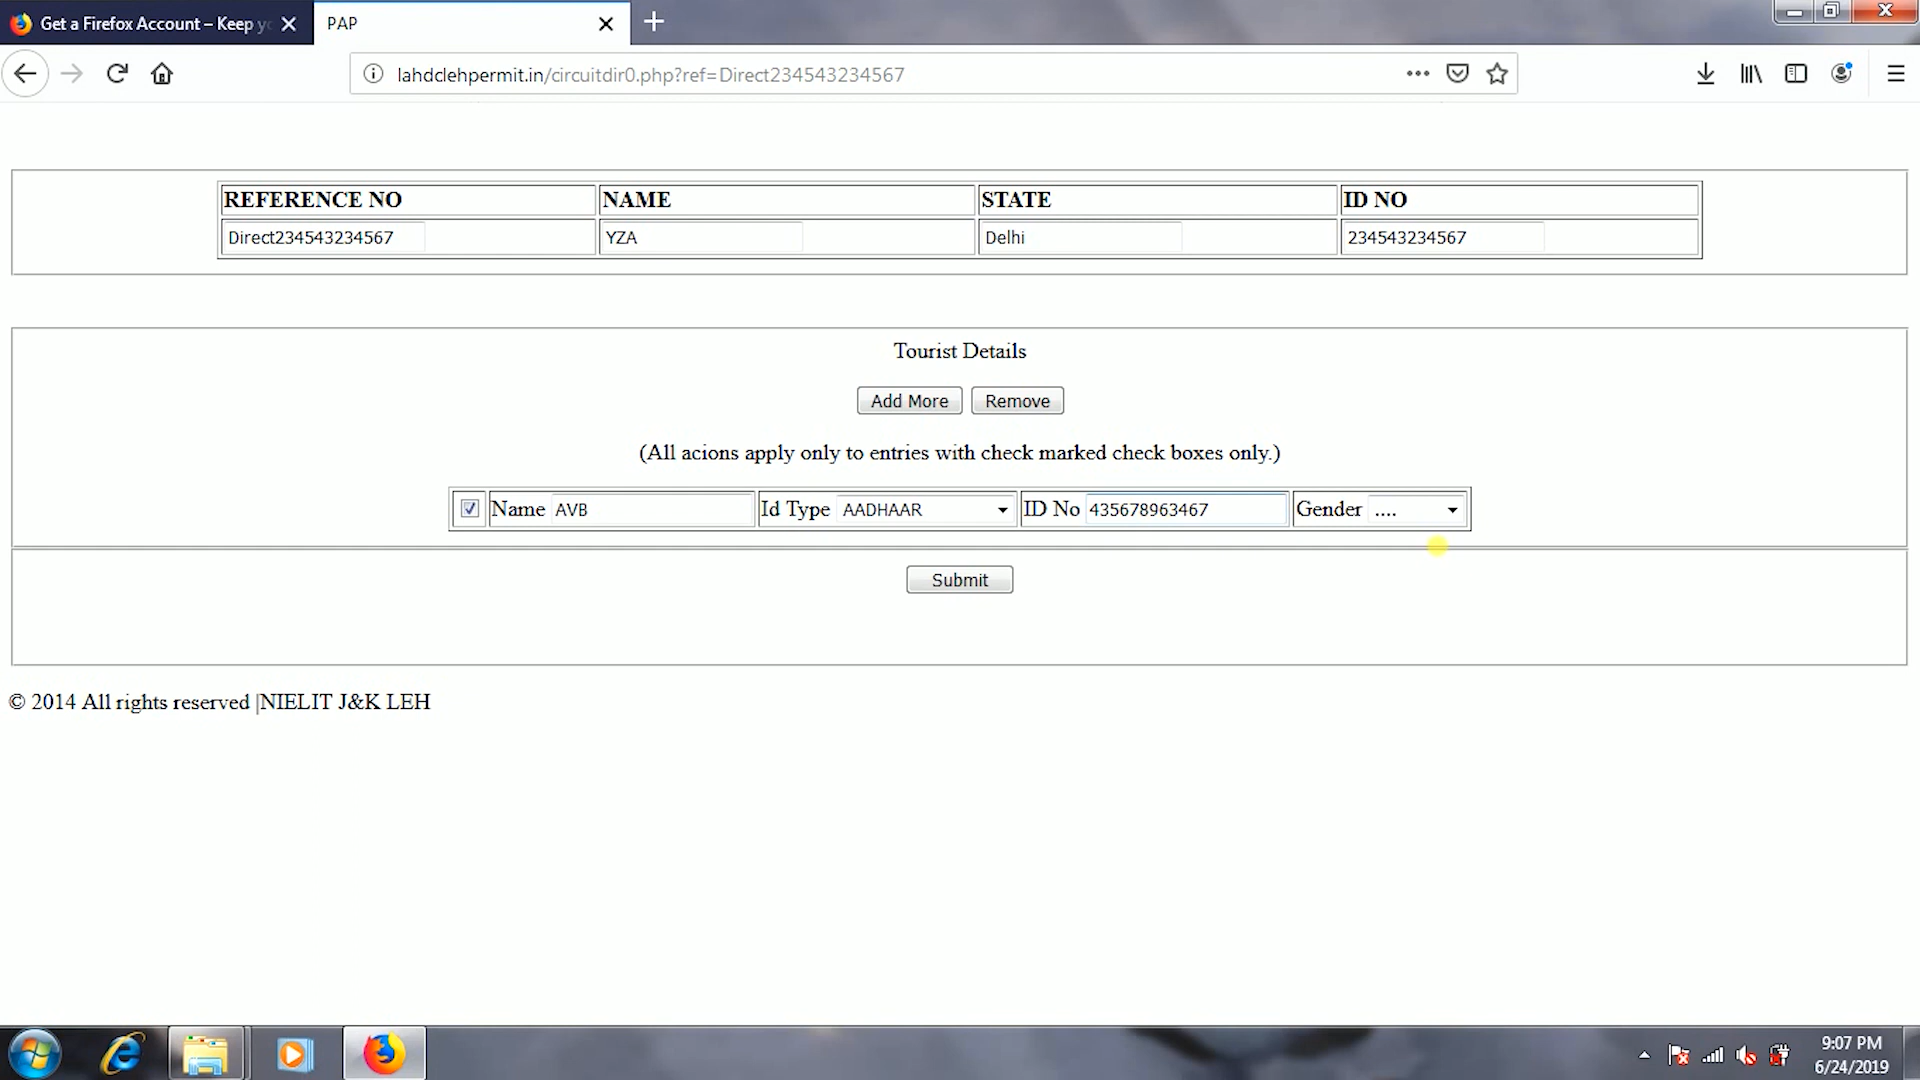 Get a Firefox Account – Keep yo
PAP
lahdclehpermit.in/circuitdir0.php?ref=Direct234543234567
REFERENCE NO NAME STATE ID NO
Direct234543234567 YZA Delhi 234543234567
Tourist Details
Add More Remove
(All acions apply only to entries with check marked check boxes only.)
Name AVB Id Type AADHAAR ID No 435678963467 Gender ....
Submit
© 2014 All rights reserved |NIELIT J&K LEH
9:07 PM
6/24/2019